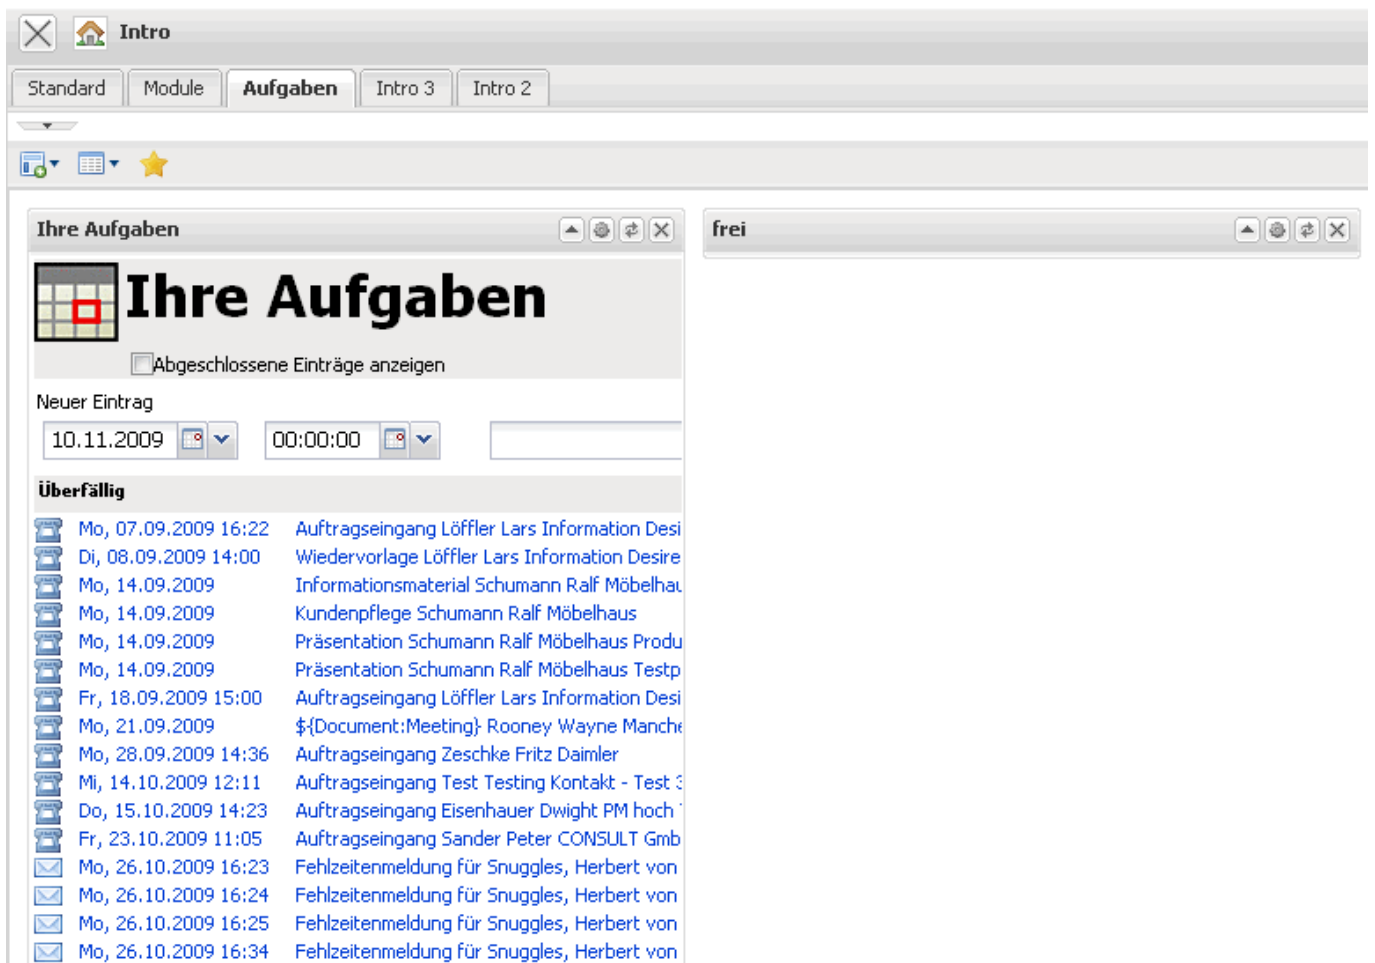 Intro
Standard Module Aufgaben Intro 3 Intro 2
Ihre Aufgaben frei
Ihre Aufgaben
Abgeschlossene Einträge anzeigen
Neuer Eintrag
10.11.2009 00:00:00
Überfällig
Mo, 07.09.2009 16:22 Auftragseingang Löffler Lars Information Desi
Di, 08.09.2009 14:00 Wiedervorlage Löffler Lars Information Desire
Mo, 14.09.2009 Informationsmaterial Schumann Ralf Möbelhau
Mo, 14.09.2009 Kundenpflege Schumann Ralf Möbelhaus
Mo, 14.09.2009 Präsentation Schumann Ralf Möbelhaus Produ
Mo, 14.09.2009 Präsentation Schumann Ralf Möbelhaus Testp
Fr, 18.09.2009 15:00 Auftragseingang Löffler Lars Information Desi
Mo, 21.09.2009 ${Document:Meeting} Rooney Wayne Manche
Mo, 28.09.2009 14:36 Auftragseingang Zeschke Fritz Daimler
Mi, 14.10.2009 12:11 Auftragseingang Test Testing Kontakt - Test 3
Do, 15.10.2009 14:23 Auftragseingang Eisenhauer Dwight PM hoch
Fr, 23.10.2009 11:05 Auftragseingang Sander Peter CONSULT Gmb
Mo, 26.10.2009 16:23 Fehlzeitenmeldung für Snuggles, Herbert von
Mo, 26.10.2009 16:24 Fehlzeitenmeldung für Snuggles, Herbert von
Mo, 26.10.2009 16:25 Fehlzeitenmeldung für Snuggles, Herbert von
Mo, 26.10.2009 16:34 Fehlzeitenmeldung für Snuggles, Herbert von